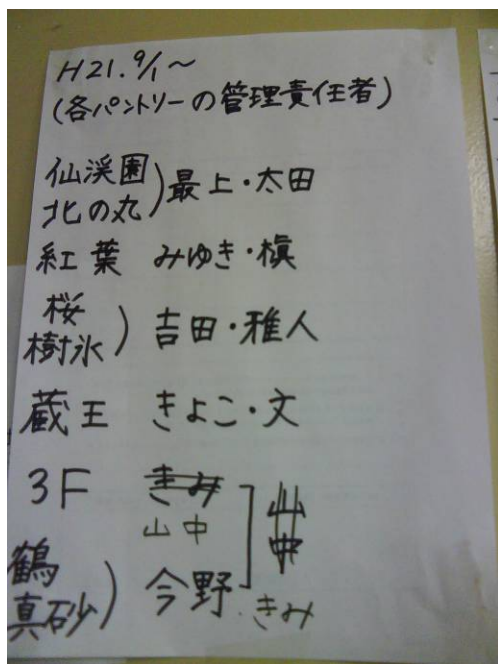 H21.9/1〜
(各パントリーの管理責任者)
仙渓園
北の丸)最上・太田
紅葉 みゆき・槇
桜
樹氷)吉田・雅人
蔵王 きよこ・文
3F きみ
山中
山中
鶴
真砂)今野
きみ